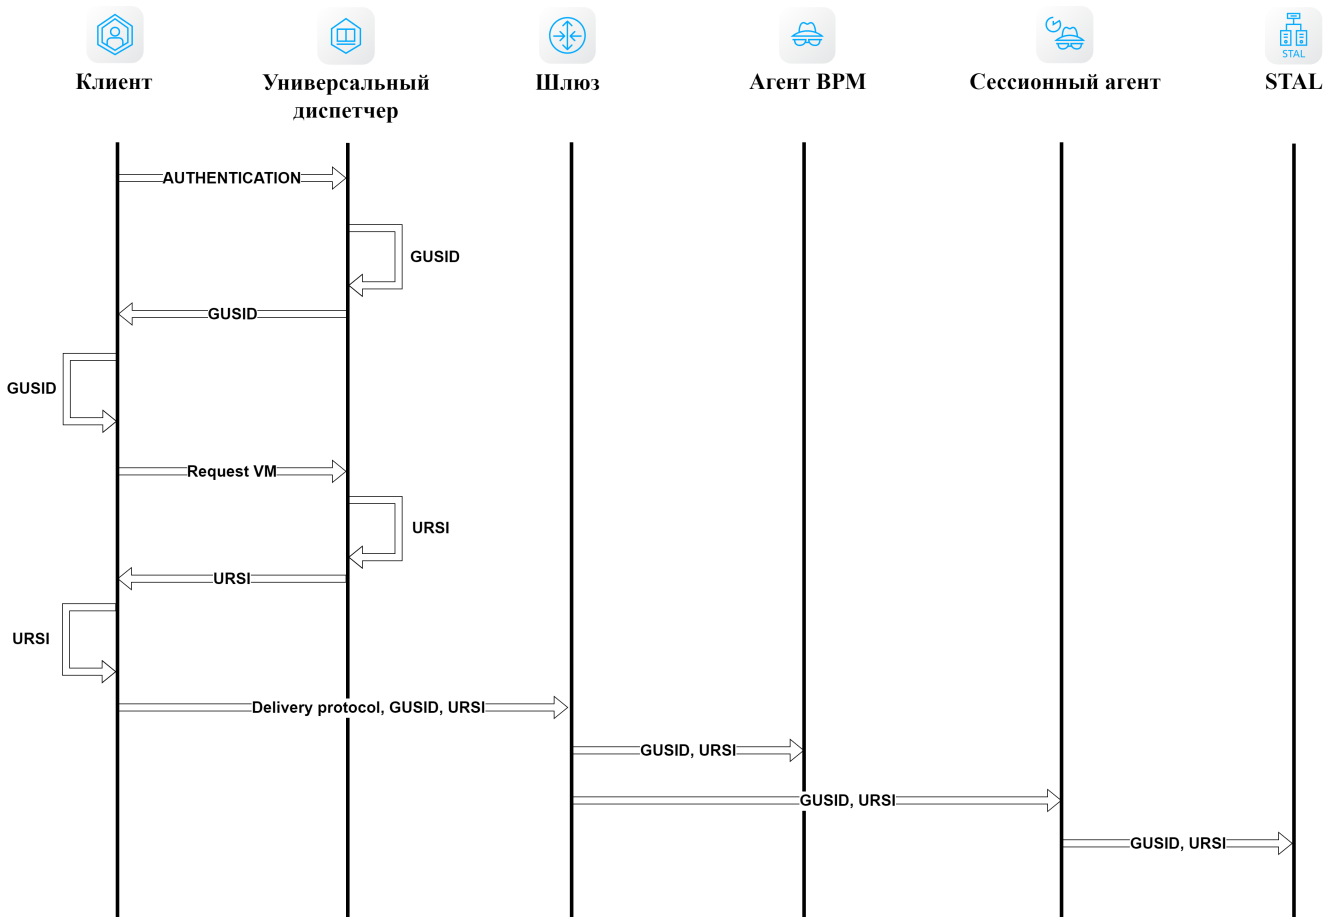 STAL
Клиент
Универсальный
диспетчер
Шлюз
Агент ВРМ
Сессионный агент
STAL
AUTHENTICATION
GUSID
GUSID
GUSID
Request VM
URSI
URSI
URSI
Delivery protocol, GUSID, URSI
GUSID, URSI
GUSID, URSI
GUSID, URSI